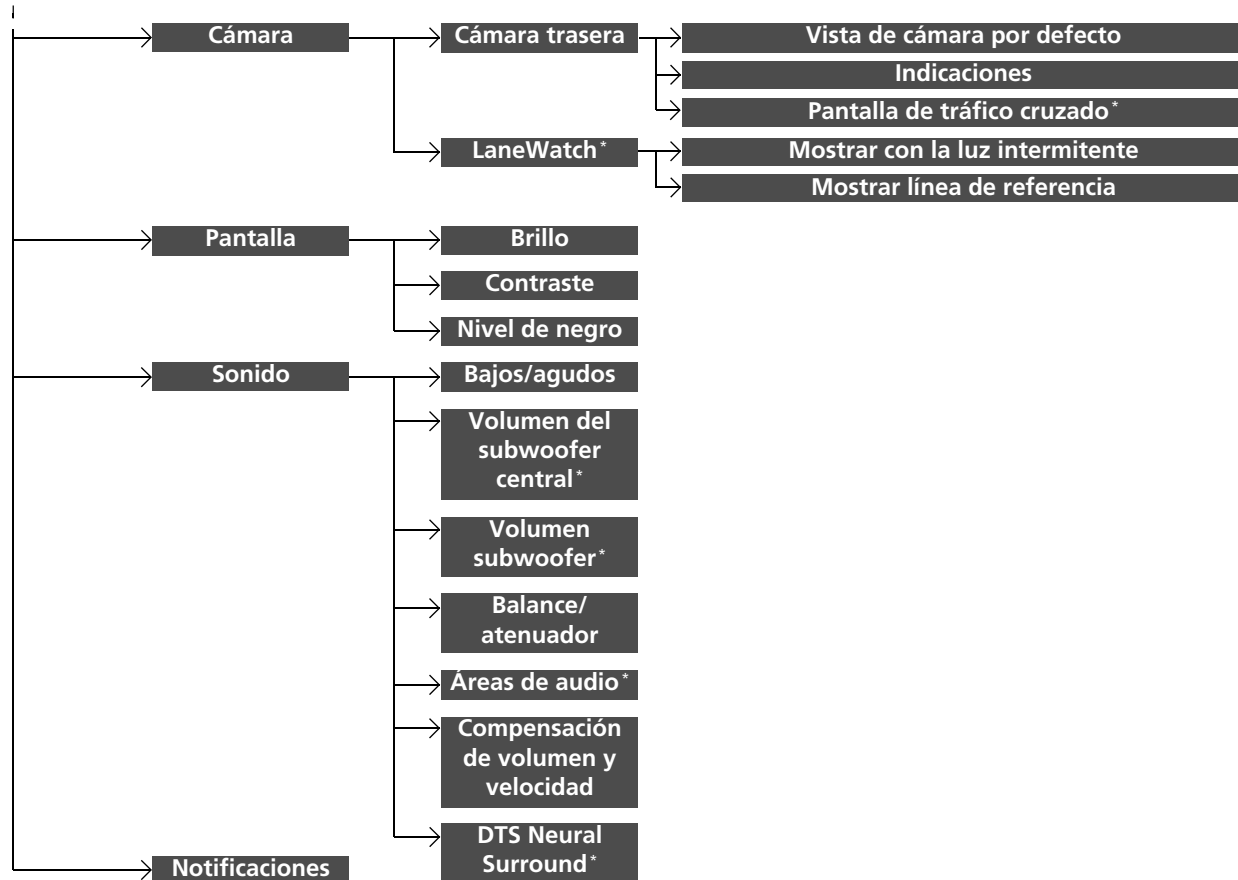 Cámara
Cámara trasera
Vista de cámara por defecto
Indicaciones
Pantalla de tráfico cruzado*
LaneWatch*
Mostrar con la luz intermitente
Mostrar línea de referencia
Pantalla
Brillo
Contraste
Nivel de negro
Sonido
Bajos/agudos
Volumen del
subwoofer
central*
Volumen
subwoofer*
Balance/
atenuador
Áreas de audio*
Compensación
de volumen y
velocidad
DTS Neural
Surround*
Notificaciones